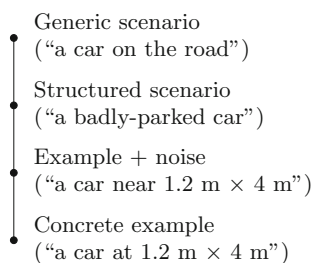 Generic scenario
(“a car on the road”)
Structured scenario
(“a badly-parked car”)
Example + noise
(“a car near 1.2 m × 4 m”)
Concrete example
(“a car at 1.2 m × 4 m”)